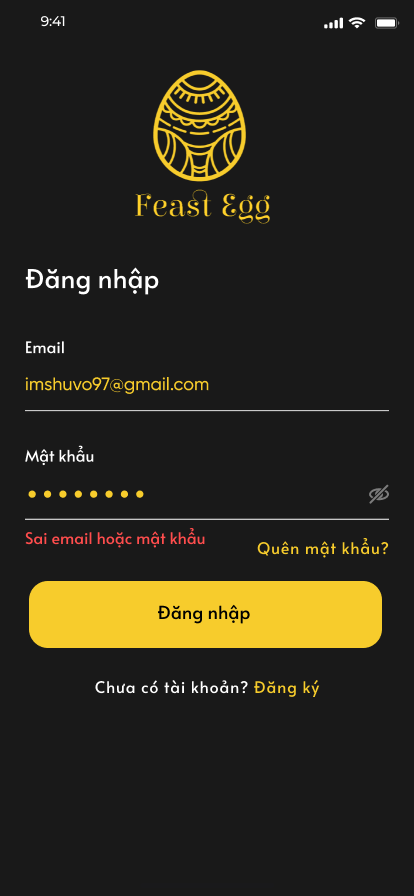 9:41
Feast Egg
Đăng nhập
Email
imshuvo97@gmail.com
Mật khẩu
Sai email hoặc mật khẩu
Quên mật khẩu?
Đăng nhập
Chưa có tài khoản? Đăng ký